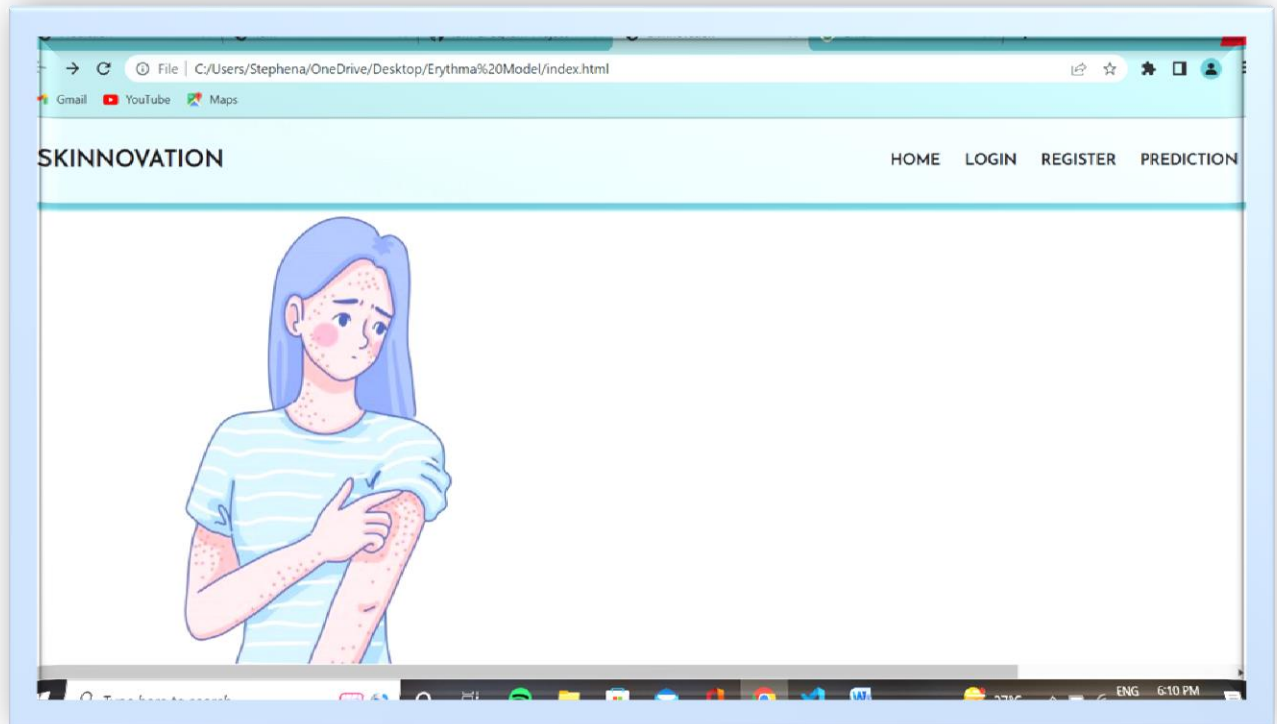 File | C:/Users/Stephena/OneDrive/Desktop/Erythma%20Model/index.html
Gmail YouTube Maps
SKINNOVATION HOME LOGIN REGISTER PREDICTION
ENG 6:10 PM